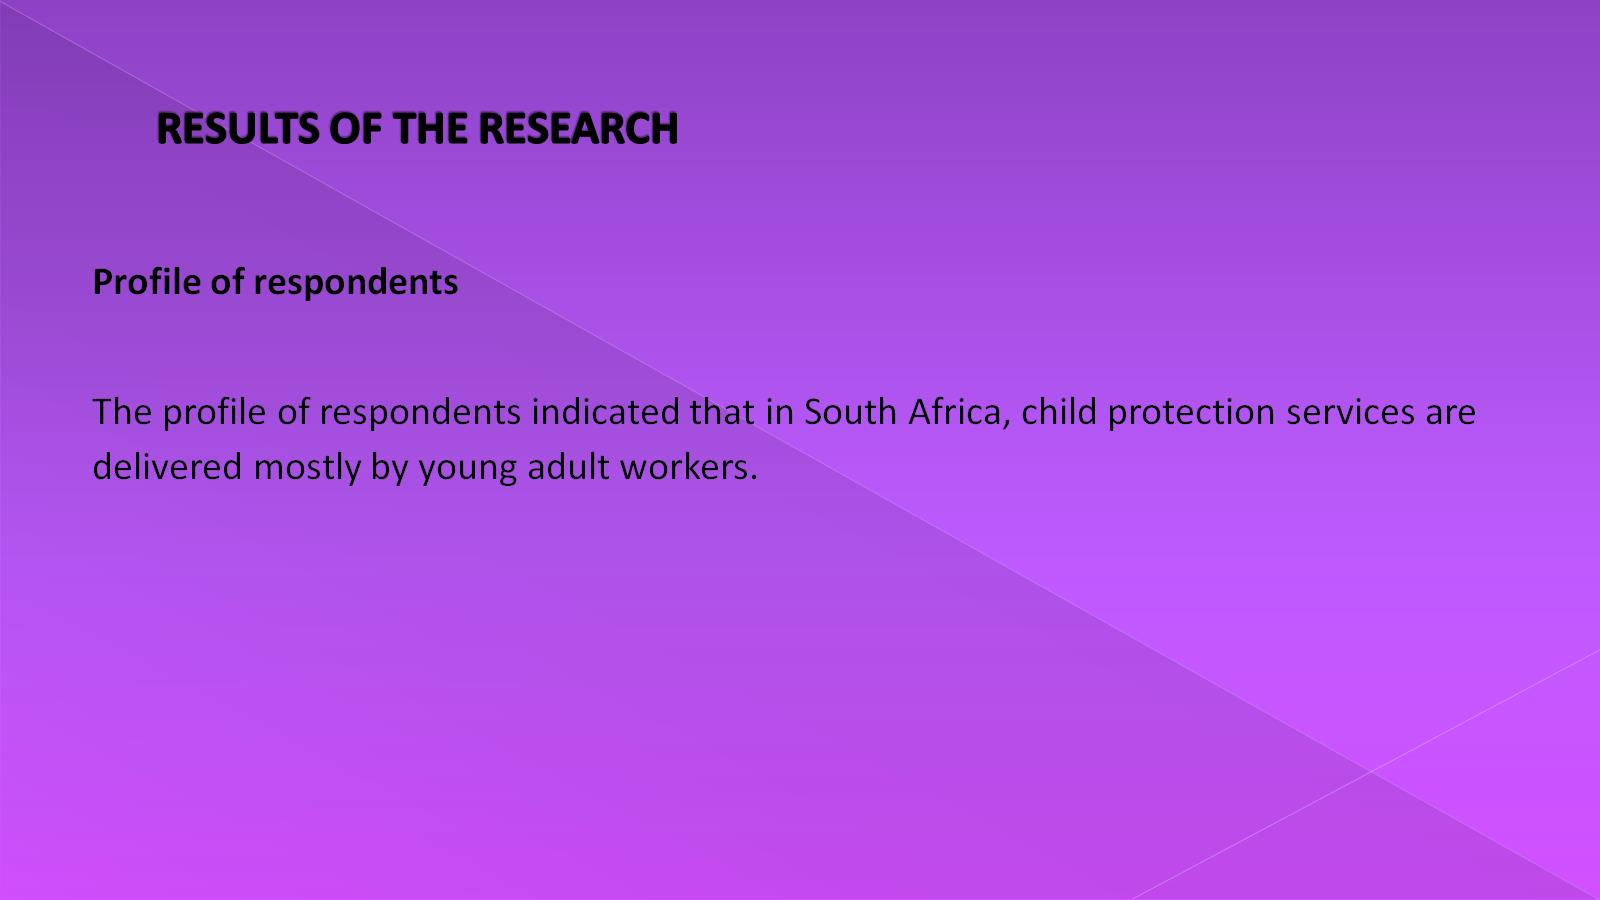 RESULTS OF THE RESEARCH
Profile of respondents
The profile of respondents indicated that in South Africa, child protection services are
delivered mostly by young adult workers.